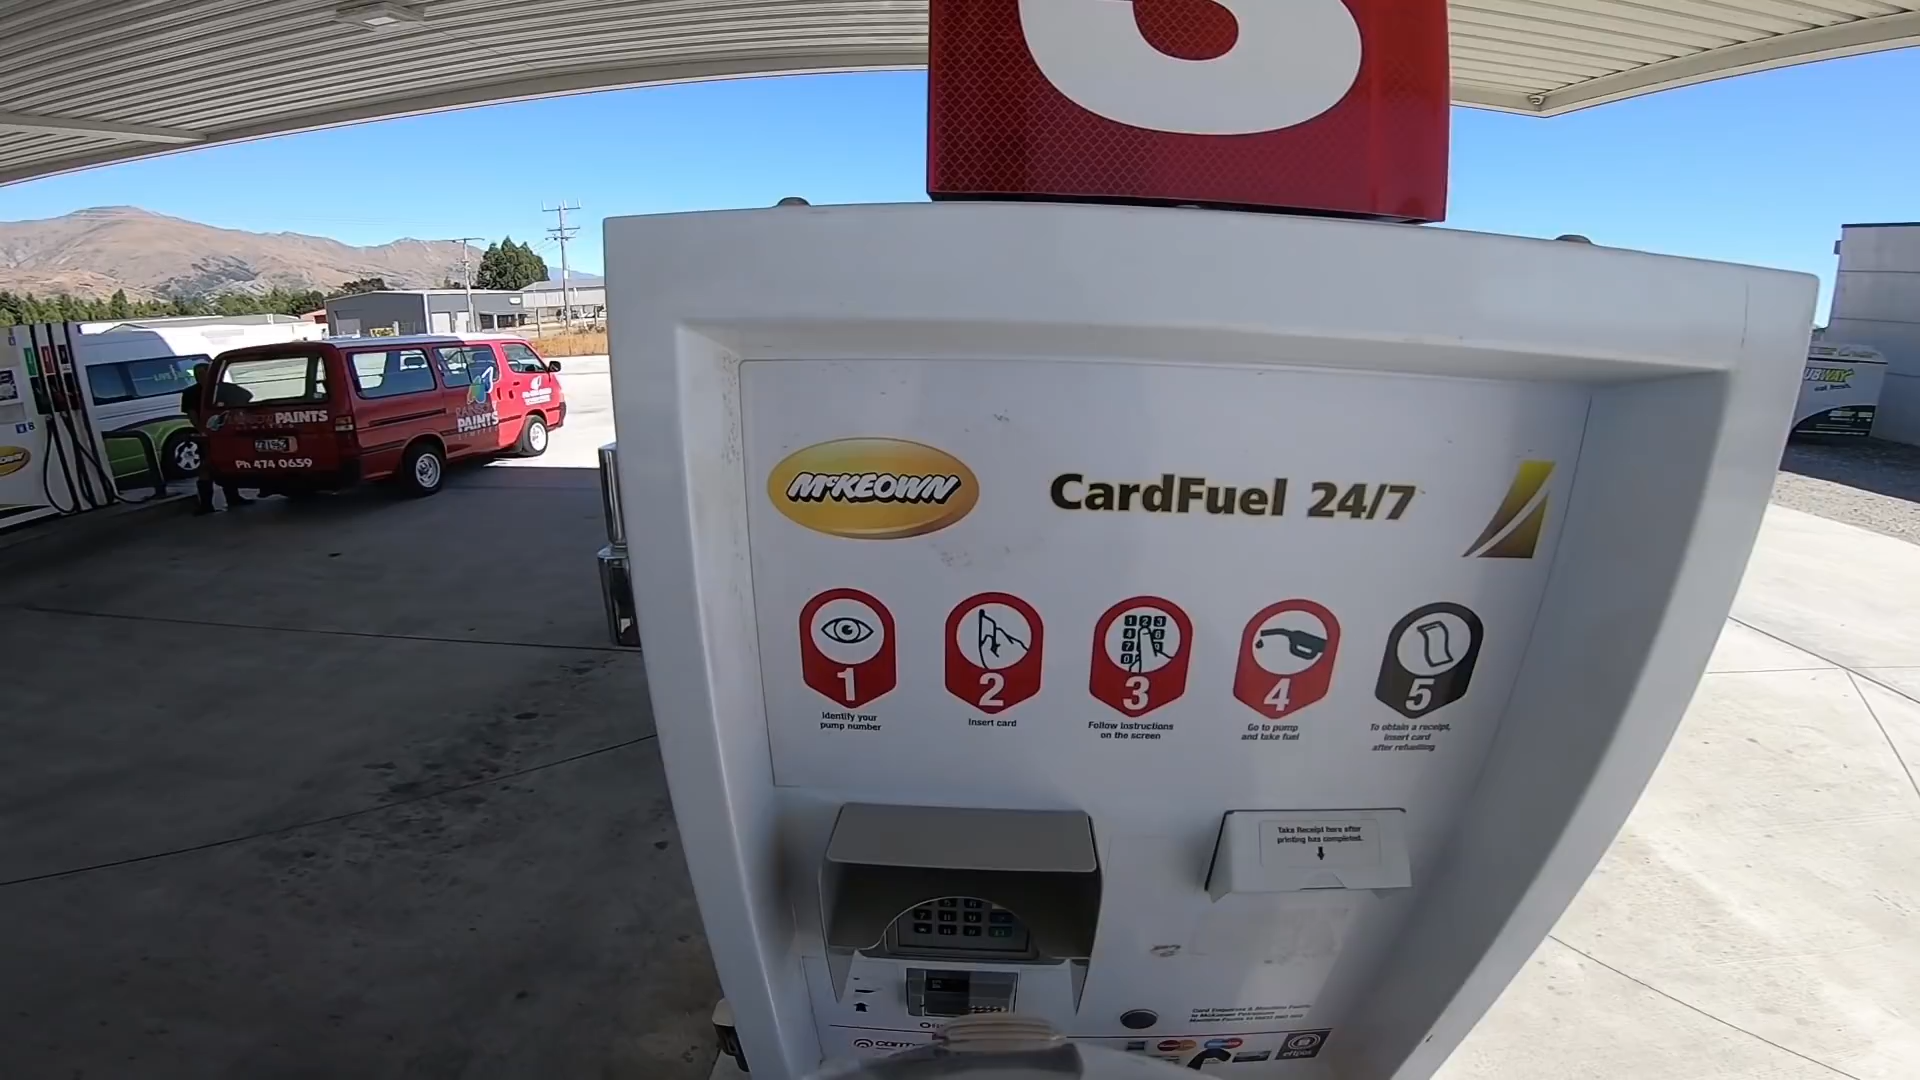 McKEOWN
CardFuel 24/7
1
2
3
4
5
Identify your
pump number
Insert card
Follow instructions
on the screen
Go to pump
and take fuel
To obtain a receipt,
insert card
after refuelling
Take Receipt here after
printing has completed.
eftpos
PAINTS
Ph 474 0659
PAINTS
LIMITED
SUBWAY